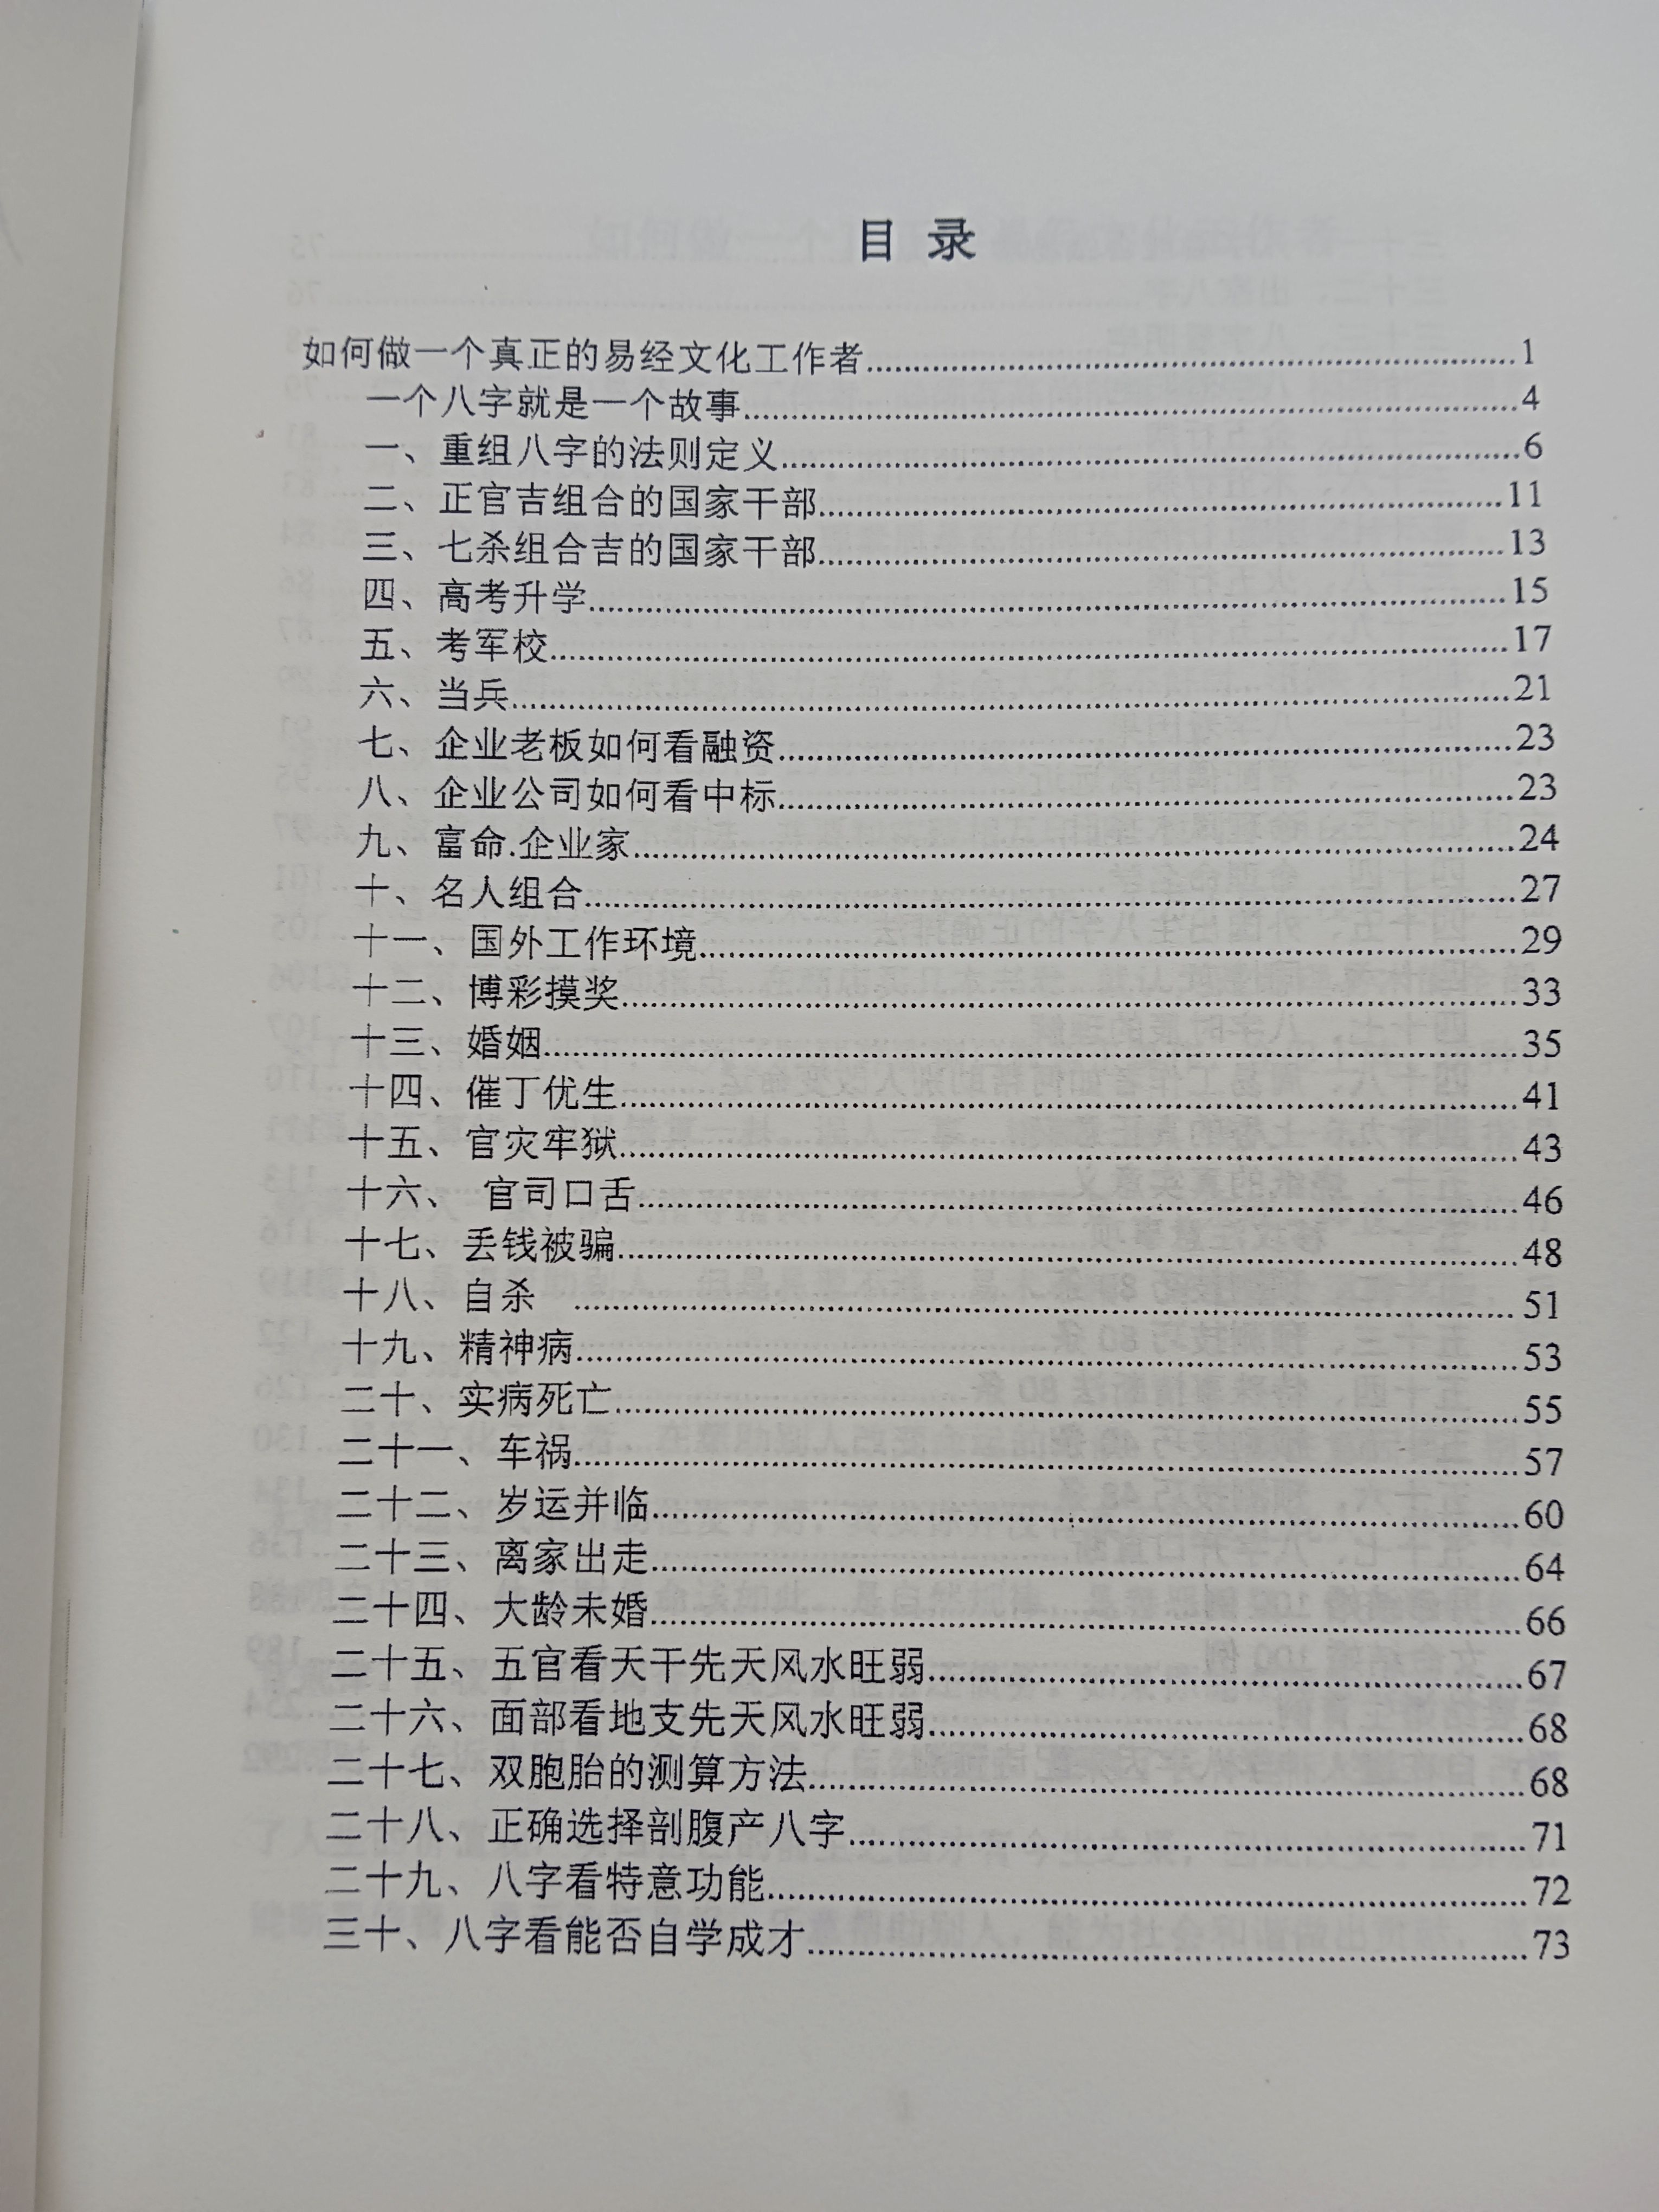 目 录
如何做一个真正的易经文化工作者........................1
一个八字就是一个故事........................4
一、重组八字的法则定义........................6
二、正官吉组合的国家干部........................11
三、七杀组合吉的国家干部........................13
四、高考升学........................15
五、考军校........................17
六、当兵........................21
七、企业老板如何看融资........................23
八、企业公司如何看中标........................23
九、富命.企业家........................24
十、名人组合........................27
十一、国外工作环境........................29
十二、博彩摸奖........................33
十三、婚姻........................35
十四、催丁优生........................41
十五、官灾牢狱........................43
十六、 官司口舌........................46
十七、丢钱被骗........................48
十八、自杀 ........................51
十九、精神病........................53
二十、实病死亡........................55
二十一、车祸........................57
二十二、岁运并临........................60
二十三、离家出走........................64
二十四、大龄未婚........................66
二十五、五官看天干先天风水旺弱........................67
二十六、面部看地支先天风水旺弱........................68
二十七、双胞胎的测算方法........................68
二十八、正确选择剖腹产八字........................71
二十九、八字看特意功能........................72
三十、八字看能否自学成才........................73